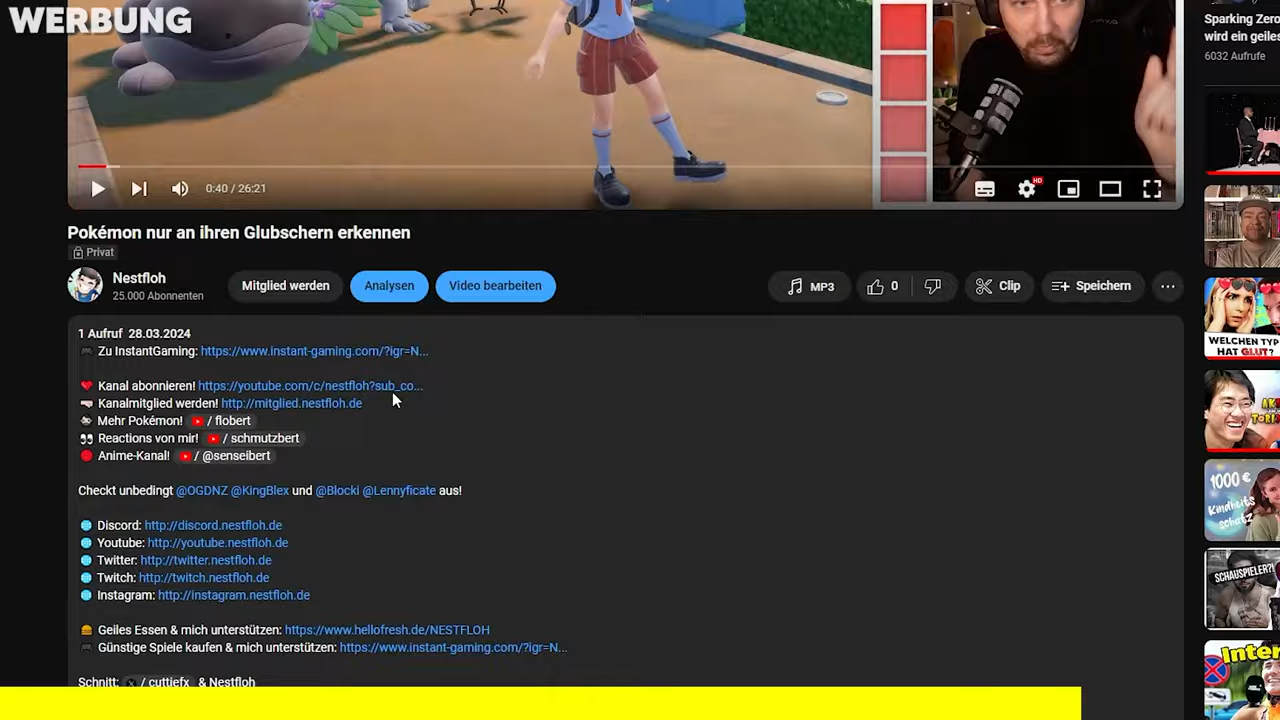 WERBUNG
0:40 / 26:21
HD
Pokémon nur an ihren Glubschern erkennen
Privat
Nestfloh
25.000 Abonnenten
Mitglied werden
Analysen
Video bearbeiten
MP3
0
Clip
Speichern
1 Aufruf 28.03.2024
Zu InstantGaming: https://www.instant-gaming.com/?igr=N...
Kanal abonnieren! https://youtube.com/c/nestfloh?sub_co...
Kanalmitglied werden! http://mitglied.nestfloh.de
Mehr Pokémon! / flobert
Reactions von mir! / schmutzbert
Anime-Kanal! / @senseibert
Checkt unbedingt @OGDNZ @KingBlex und @Blocki @Lennyficate aus!
Discord: http://discord.nestfloh.de
Youtube: http://youtube.nestfloh.de
Twitter: http://twitter.nestfloh.de
Twitch: http://twitch.nestfloh.de
Instagram: http://instagram.nestfloh.de
Geiles Essen & mich unterstützen: https://www.hellofresh.de/NESTFLOH
Günstige Spiele kaufen & mich unterstützen: https://www.instant-gaming.com/?igr=N...
Schnitt: / cuttiefx & Nestfloh
Sparking Zero
wird ein geiles
6032 Aufrufe
WELCHEN TYP
HAT GLUT?
1000 €
Kindheits
schatz
SCHAUSPIELER?!
Inter